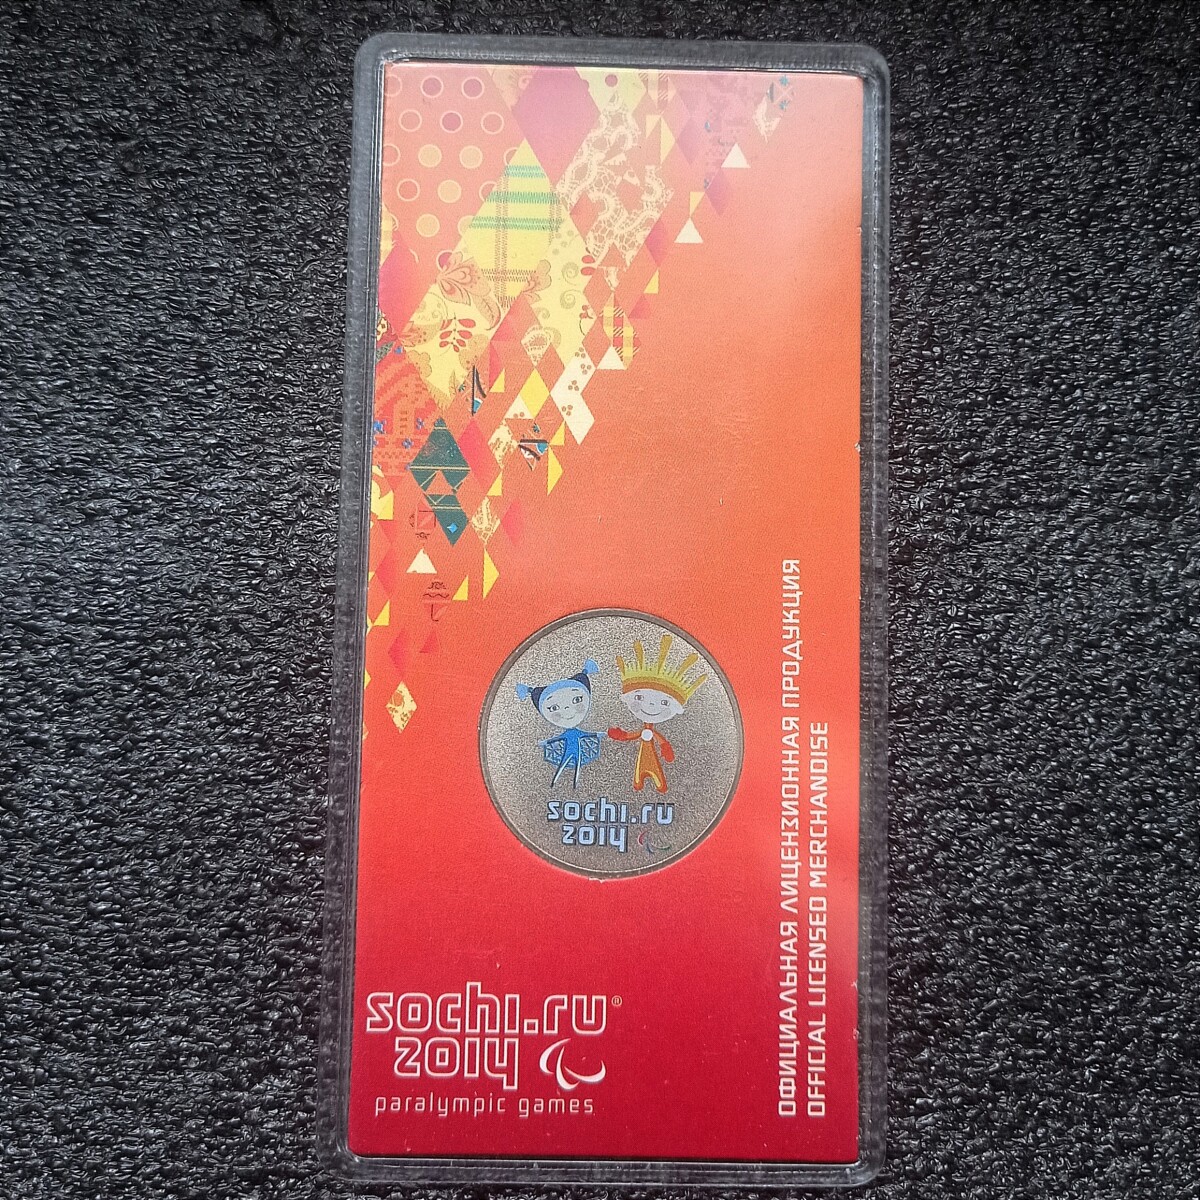 sochi.ru
2014
sochi.ru®
2014
paralympic games
ОФИЦИАЛЬНАЯ ЛИЦЕНЗИОННАЯ ПРОДУКЦИЯ
OFFICIAL LICENSED MERCHANDISE